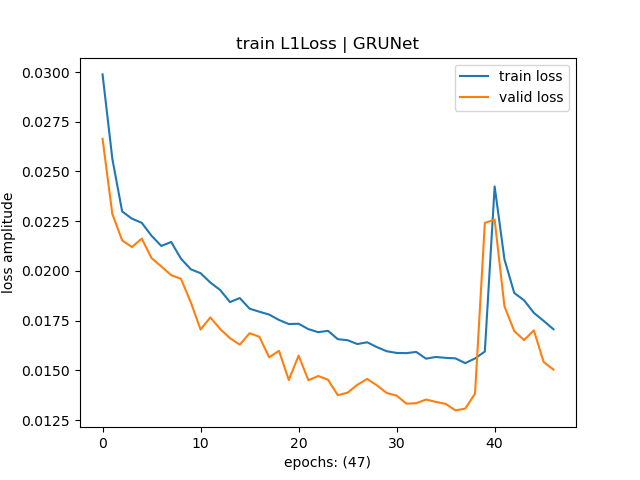 train L1Loss | GRUNet
train loss
valid loss
loss amplitude
0.0300
0.0275
0.0250
0.0225
0.0200
0.0175
0.0150
0.0125
0 10 20 30 40
epochs: (47)